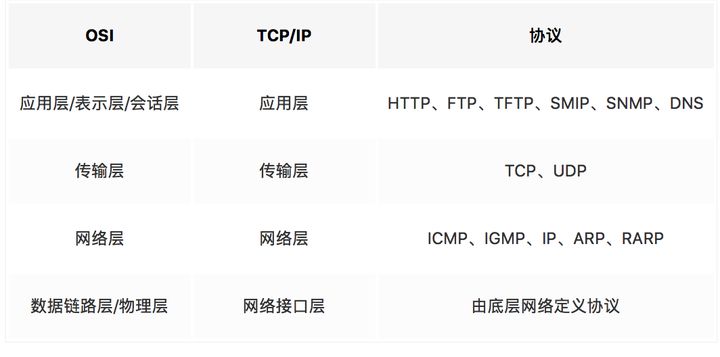 OSI TCP/IP 协议
应用层/表示层/会话层 应用层 HTTP、FTP、TFTP、SMIP、SNMP、DNS
传输层 传输层 TCP、UDP
网络层 网络层 ICMP、IGMP、IP、ARP、RARP
数据链路层/物理层 网络接口层 由底层网络定义协议